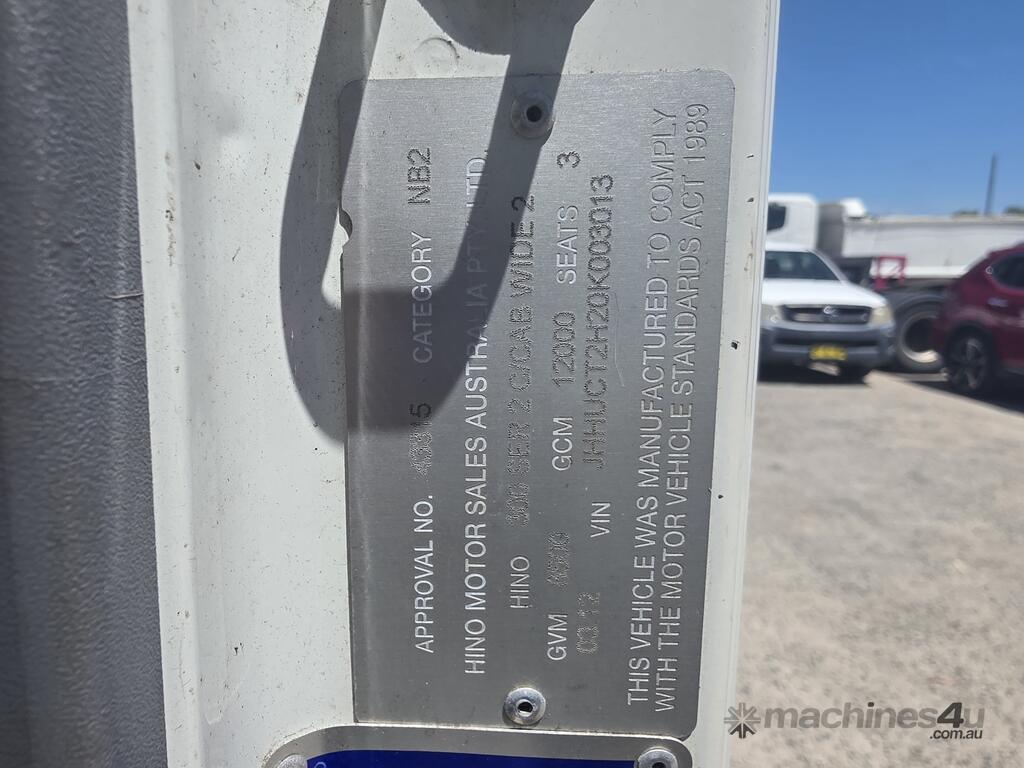 APPROVAL NO. 43315 CATEGORY NB2
HINO MOTOR SALES AUSTRALIA PTY. LTD.
HINO 300 SER 2 C/CAB WIDE 2
GVM 8500 GCM 12000 SEATS 3
03 12 VIN JHHUCT2H20K003013
THIS VEHICLE WAS MANUFACTURED TO COMPLY
WITH THE MOTOR VEHICLE STANDARDS ACT 1989
machines4u
.com.au